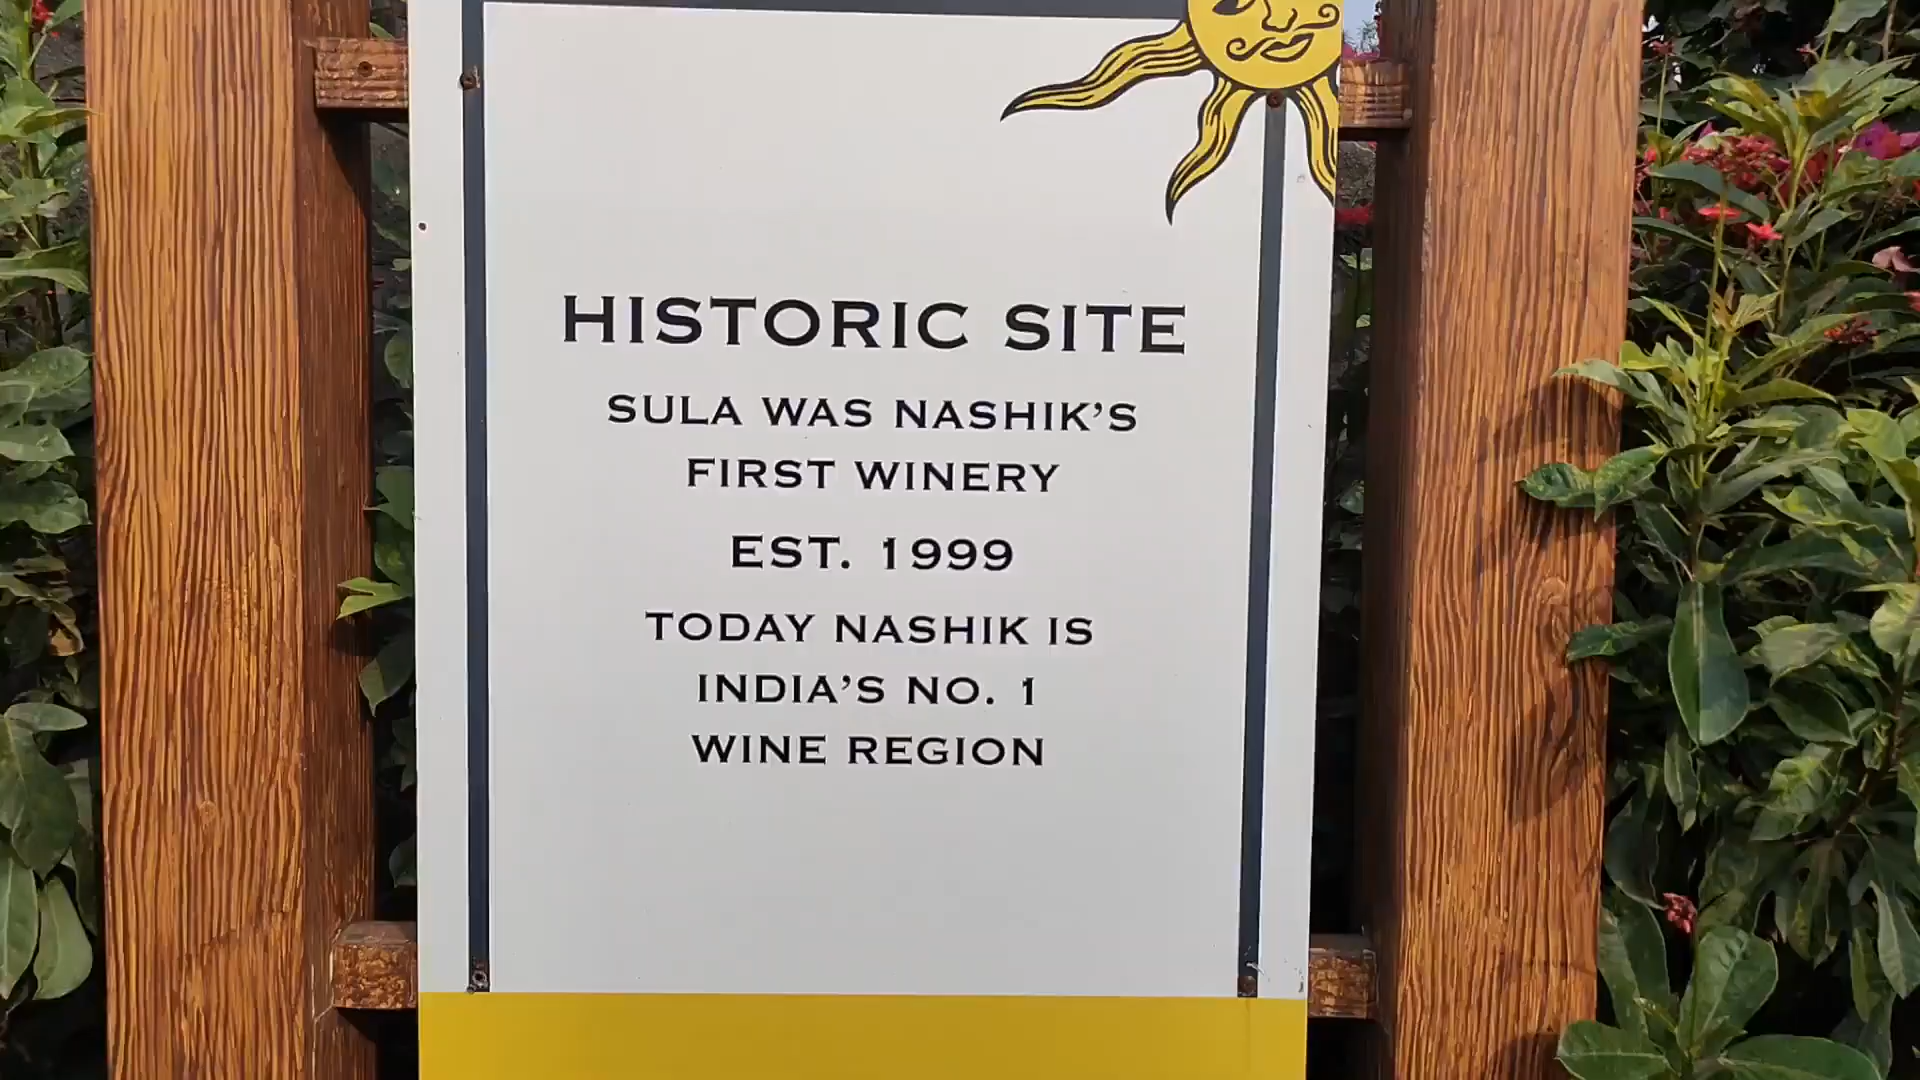 HISTORIC SITE
SULA WAS NASHIK’S
FIRST WINERY
EST. 1999
TODAY NASHIK IS
INDIA’S NO. 1
WINE REGION